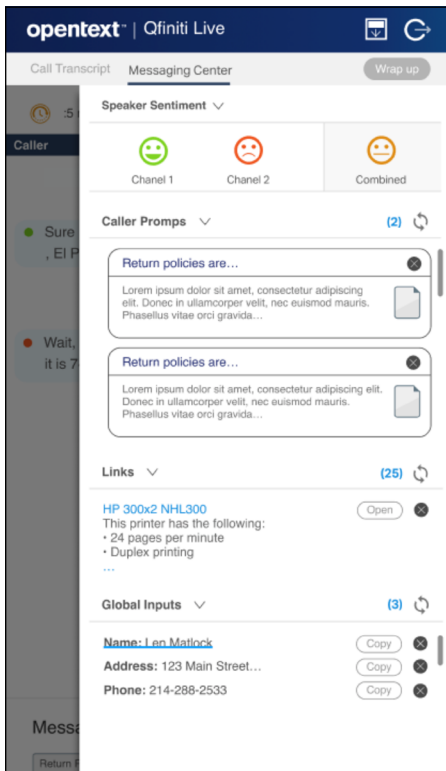 opentext™ | Qfiniti Live
Call Transcript Messaging Center Wrap up
:5
Speaker Sentiment
Caller
Chanel 1 Chanel 2 Combined
Caller Promps (2)
Sure
, El P
Return policies are...
Lorem ipsum dolor sit amet, consectetur adipiscing
elit. Donec in ullamcorper velit, nec euismod mauris.
Phasellus vitae orci gravida...
Wait,
it is 7
Return policies are...
Lorem ipsum dolor sit amet, consectetur adipiscing elit.
Donec in ullamcorper velit, nec euismod mauris.
Phasellus vitae orci gravida...
Links (25)
HP 300x2 NHL300 Open
This printer has the following:
• 24 pages per minute
• Duplex printing
...
Global Inputs (3)
Name: Len Matlock Copy
Address: 123 Main Street... Copy
Phone: 214-288-2533 Copy
Messa
Return